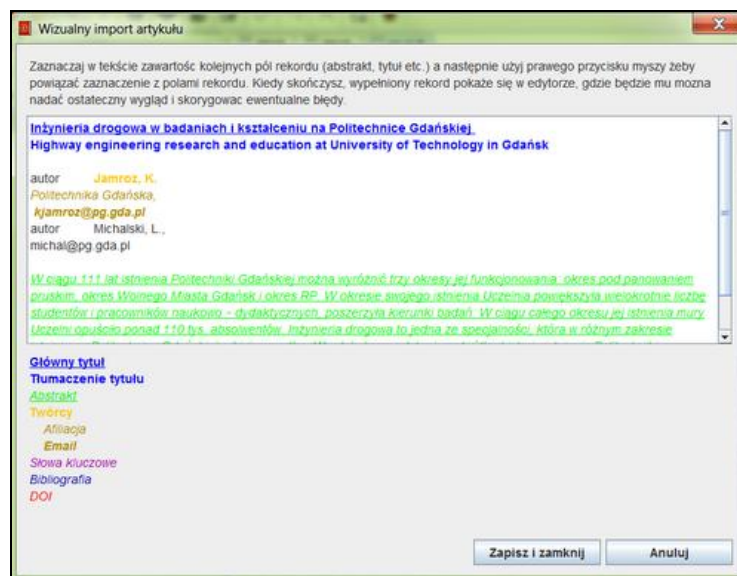 Wizualny import artykułu
Zaznaczaj w tekście zawartośc kolejnych pól rekordu (abstrakt, tytuł etc.) a następnie użyj prawego przycisku myszy żeby
powiązać zaznaczenie z polami rekordu. Kiedy skończysz, wypełniony rekord pokaże się w edytorze, gdzie będzie mu mozna
nadać ostateczny wygląd i skorygowac ewentualne błędy.
Inżynieria drogowa w badaniach i kształceniu na Politechnice Gdańskiej
Highway engineering research and education at University of Technology in Gdańsk
autor Jamroz, K.
Politechnika Gdańska,
kjamroz@pg.gda.pl
autor Michalski, L.,
michal@pg.gda.pl
W ciągu 111 lat istnienia Politechniki Gdańskiej można wyróżnić trzy okresy jej funkcjonowania: okres pod panowaniem
pruskim, okres Wolnego Miasta Gdańsk i okres RP. W okresie swojego istnienia Uczelnia powiększyła wielokrotnie liczbę
studentów i pracowników naukowo - dydaktycznych, poszerzyła kierunki badań. W ciągu całego okresu jej istnienia mury
Uczelni opuściło ponad 110 tys. absolwentów. Inżynieria drogowa to jedna ze specjalności, która w różnym zakresie
Główny tytuł
Tłumaczenie tytułu
Abstrakt
Twórcy
Afiliacja
Email
Słowa kluczowe
Bibliografia
DOI
Zapisz i zamknij
Anuluj